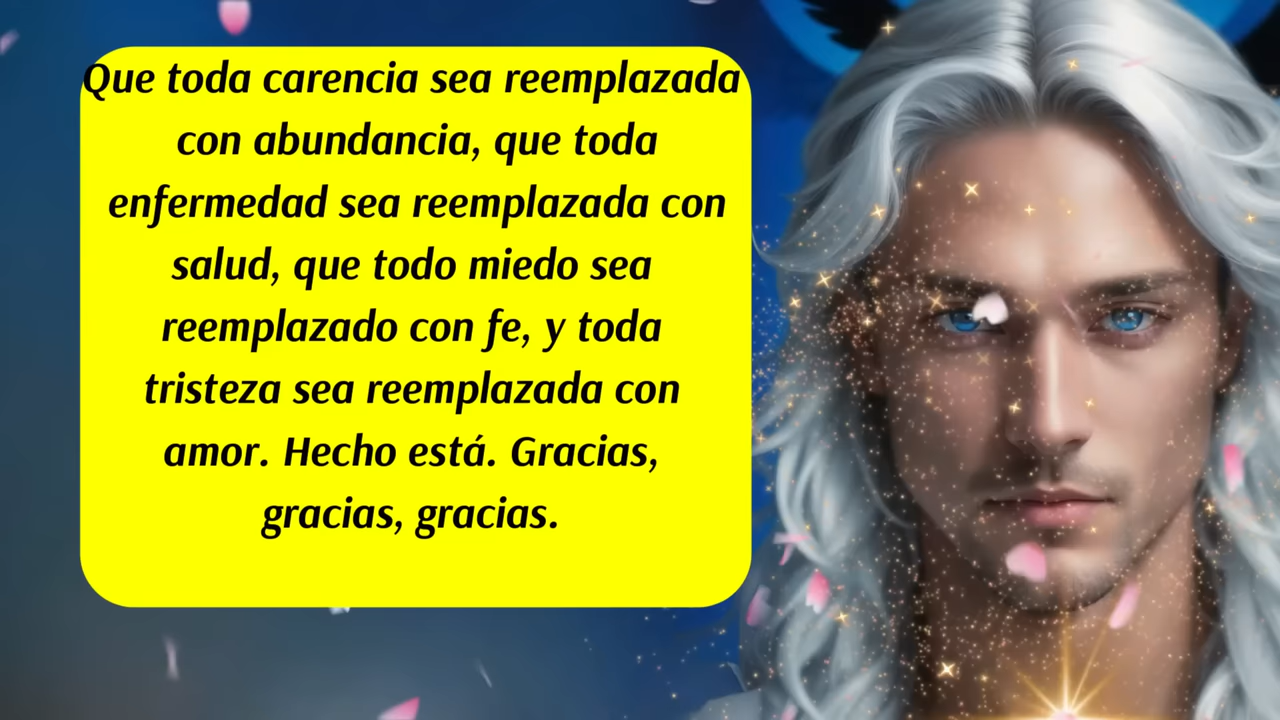 Que toda carencia sea reemplazada
con abundancia, que toda
enfermedad sea reemplazada con
salud, que todo miedo sea
reemplazado con fe, y toda
tristeza sea reemplazada con
amor. Hecho está. Gracias,
gracias, gracias.